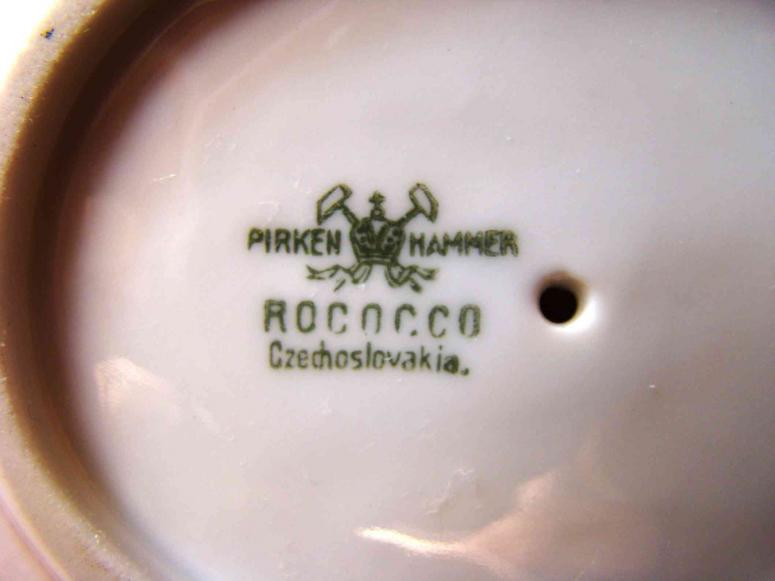 PIRKEN HAMMER
ROCOCCO
Czechoslovakia.